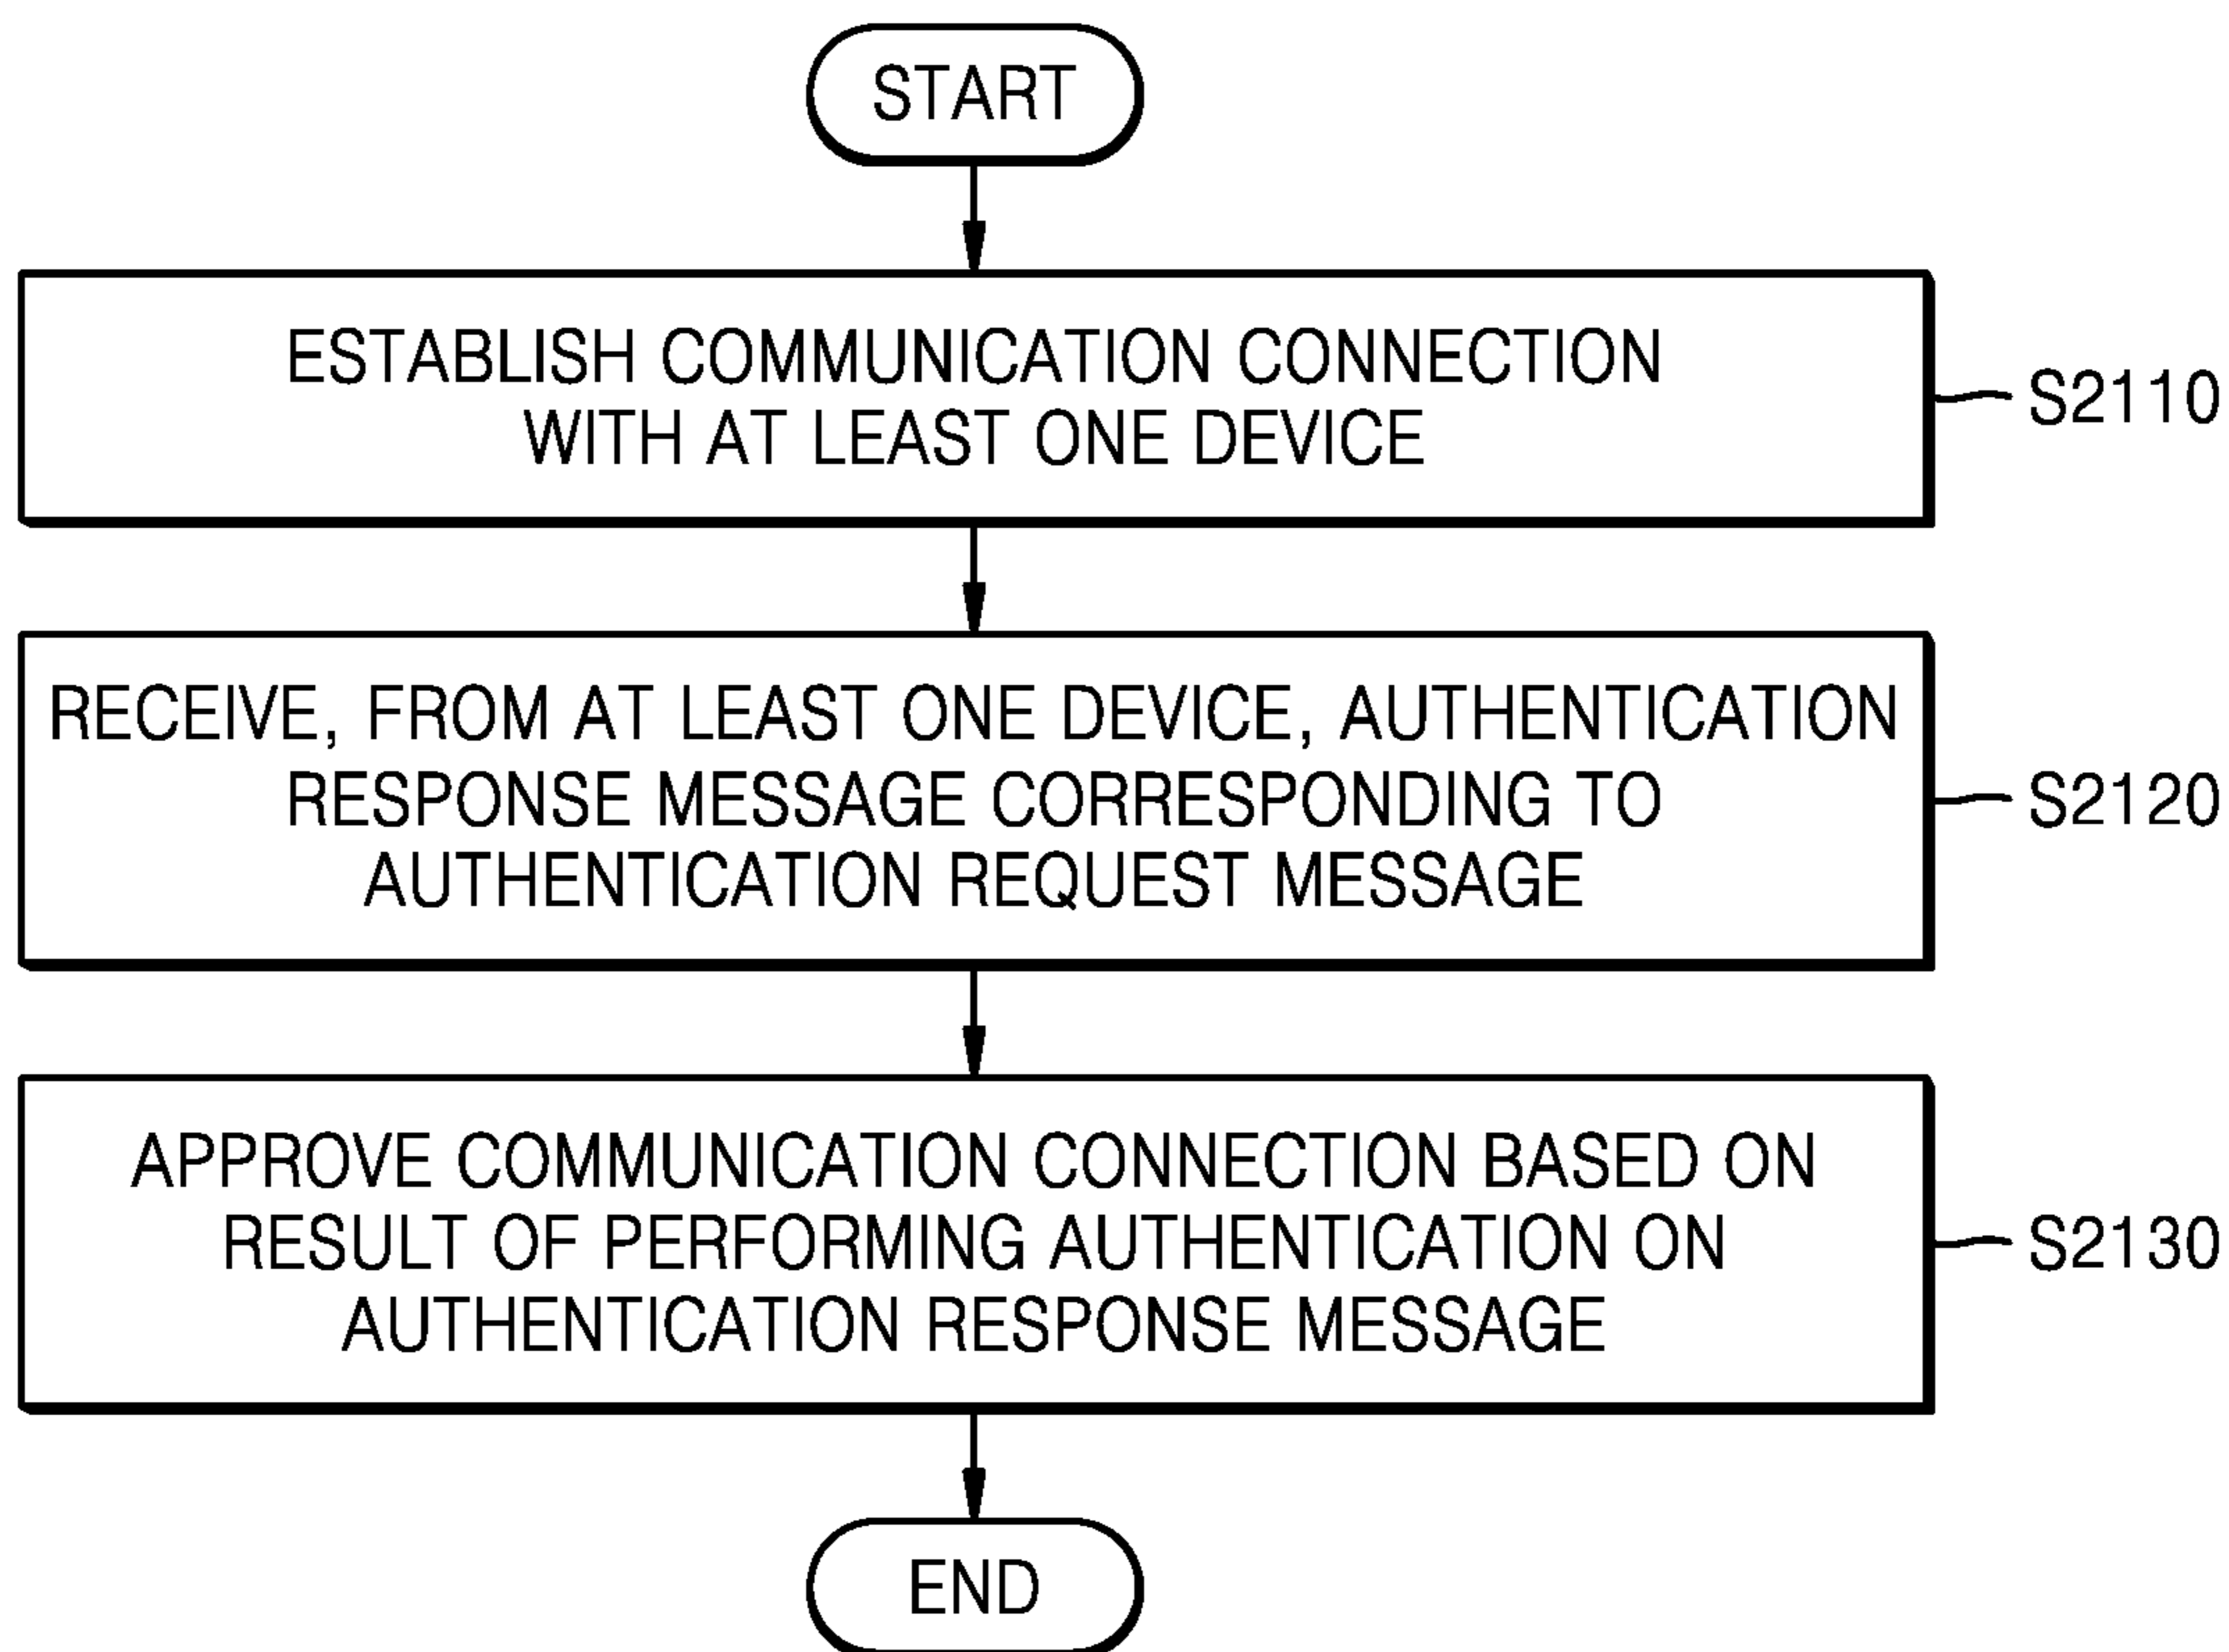 START
ESTABLISH COMMUNICATION CONNECTION
WITH AT LEAST ONE DEVICE
S2110
RECEIVE, FROM AT LEAST ONE DEVICE, AUTHENTICATION
RESPONSE MESSAGE CORRESPONDING TO
AUTHENTICATION REQUEST MESSAGE
S2120
APPROVE COMMUNICATION CONNECTION BASED ON
RESULT OF PERFORMING AUTHENTICATION ON
AUTHENTICATION RESPONSE MESSAGE
S2130
END